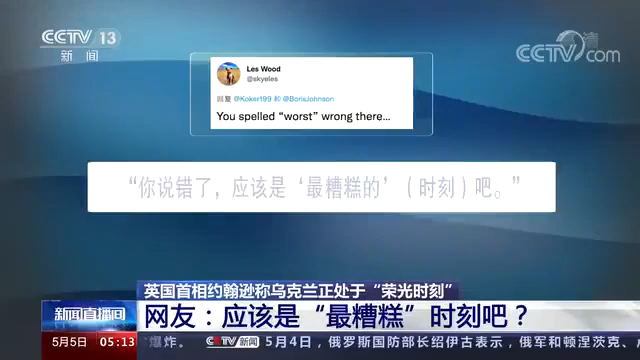 CCTV 13
新闻
CCTV.com
Les Wood
@skyeles
回复 @Koker199 和 @BorisJohnson
You spelled “worst” wrong there...
“你说错了，应该是‘最糟糕的’（时刻）吧。”
英国首相约翰逊称乌克兰正处于“荣光时刻”
新闻直播间
网友：应该是“最糟糕”时刻吧？
5月5日 05:13
爆炸。 CCTV新闻 5月4日，俄罗斯国防部长绍伊古表示，俄军和顿涅茨克、